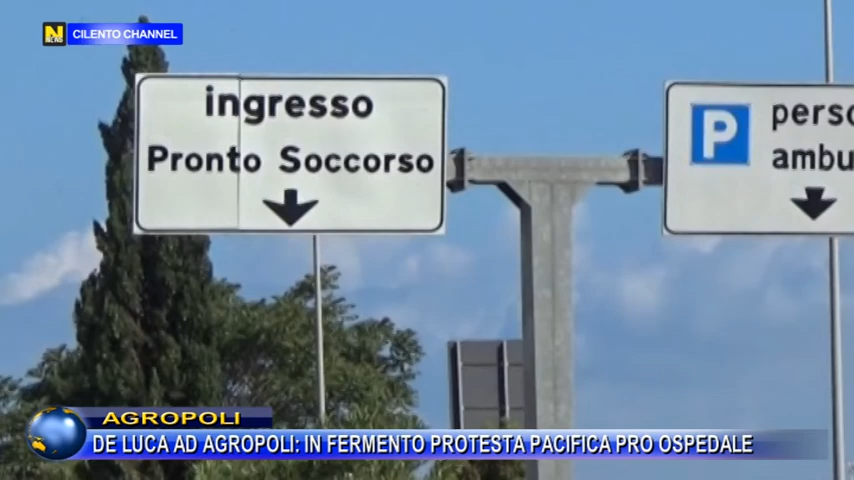 CILENTO CHANNEL
ingresso
Pronto Soccorso
P
AGROPOLI
DE LUCA AD AGROPOLI: IN FERMENTO PROTESTA PACIFICA PRO OSPEDALE